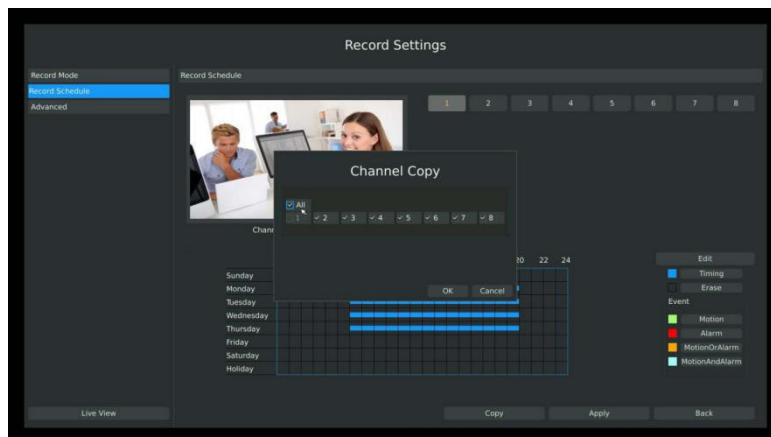 Record Settings
Record Mode
Record Schedule
Record Schedule
Advanced
1 2 3 4 5 6 7 8
Channel Copy
All
1 2 3 4 5 6 7 8
OK Cancel
20 22 24
Sunday
Monday
Tuesday
Wednesday
Thursday
Friday
Saturday
Holiday
Edit
Timing
Erase
Event
Motion
Alarm
MotionOrAlarm
MotionAndAlarm
Live View
Copy Apply Back